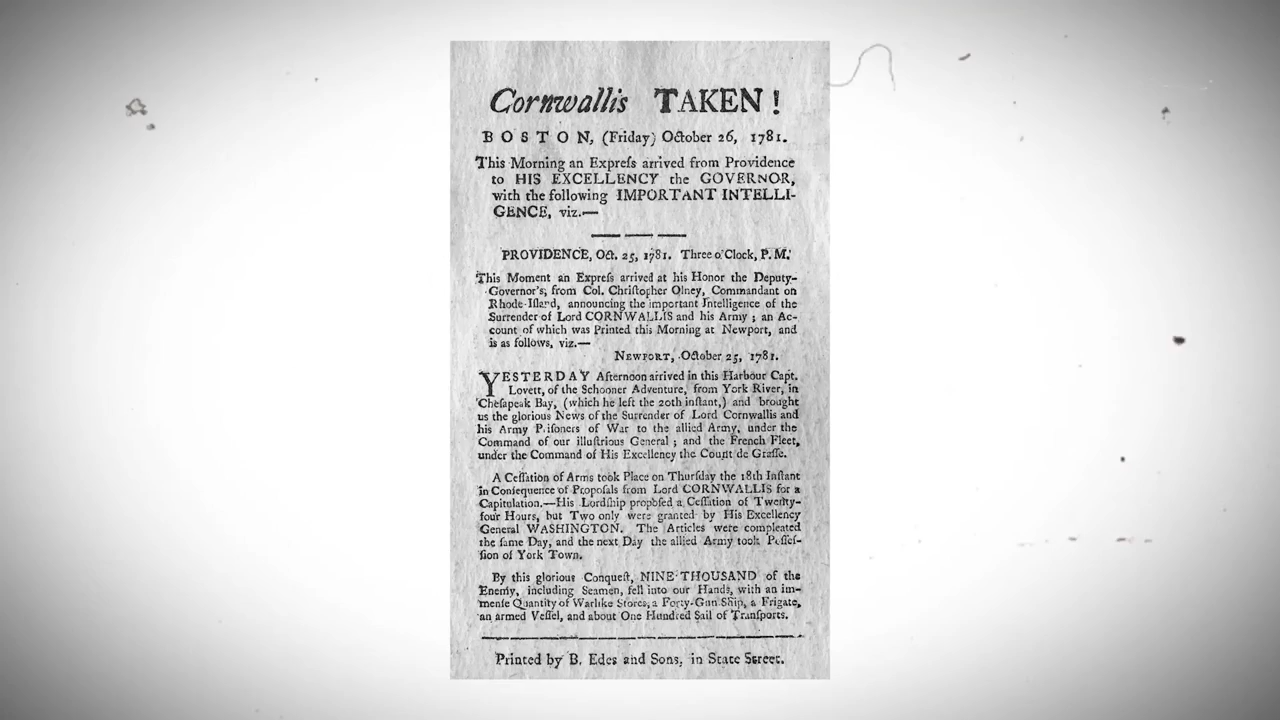 Cornwallis TAKEN!
BOSTON, (Friday) October 26, 1781.
This Morning an Expreſs arrived from Providence
to HIS EXCELLENCY the GOVERNOR,
with the following IMPORTANT INTELLI-
GENCE, viz.—
PROVIDENCE, Oct. 25, 1781. Three o'Clock, P.M.
This Moment an Expreſs arrived at his Honor the Deputy-
Governor's, from Col. Chriſtopher Olney, Commandant on
Rhode-Iſland, announcing the important Intelligence of the
Surrender of Lord CORNWALLIS and his Army; an Ac-
count of which was Printed this Morning at Newport, and
is as follows, viz.—
NEWPORT, October 25, 1781.
YESTERDAY Afternoon arrived in this Harbour Capt.
Lovett, of the Schooner Adventure, from York River, in
Cheſapeak Bay, (which he left the 20th inſtant,) and brought
us the glorious News of the Surrender of Lord Cornwallis and
his Army Priſoners of War to the allied Army, under the
Command of our illuſtrious General; and the French Fleet,
under the Command of His Excellency the Count de Graſſe.
A Ceſſation of Arms took Place on Thurſday the 18th Inſtant
in Conſequence of Propoſals from Lord CORNWALLIS for a
Capitulation.—His Lordſhip propoſed a Ceſſation of Twenty-
four Hours, but Two only were granted by His Excellency
General WASHINGTON. The Articles were compleated
the ſame Day, and the next Day the allied Army took Poſſeſ-
ſion of York Town.
By this glorious Conqueſt, NINE THOUSAND of the
Enemy, including Seamen, fell into our Hands, with an im-
menſe Quantity of Warlike Stores, a Forty-Gun Ship, a Frigate,
an armed Veſſel, and about One Hundred Sail of Tranſports.
Printed by B. Edes and Sons, in State Street.